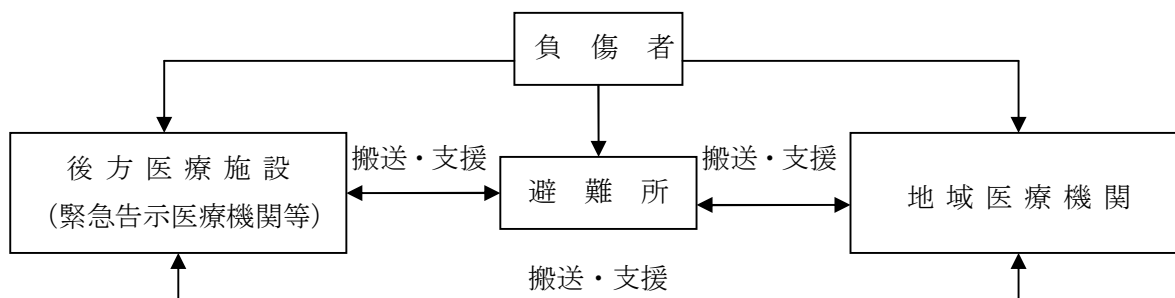 負傷者
搬送・支援
搬送・支援
後方医療施設
（緊急告示医療機関等）
避難所
地域医療機関
搬送・支援